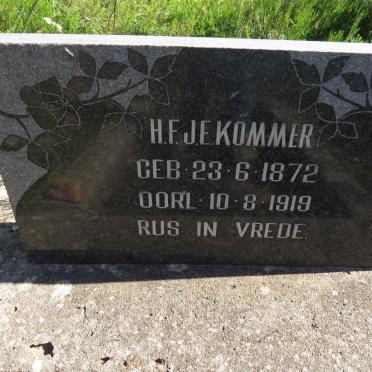 H.F.J.E.KOMMER
GEB·23·6·1872
OORL·10·8·1919
RUS IN VREDE.